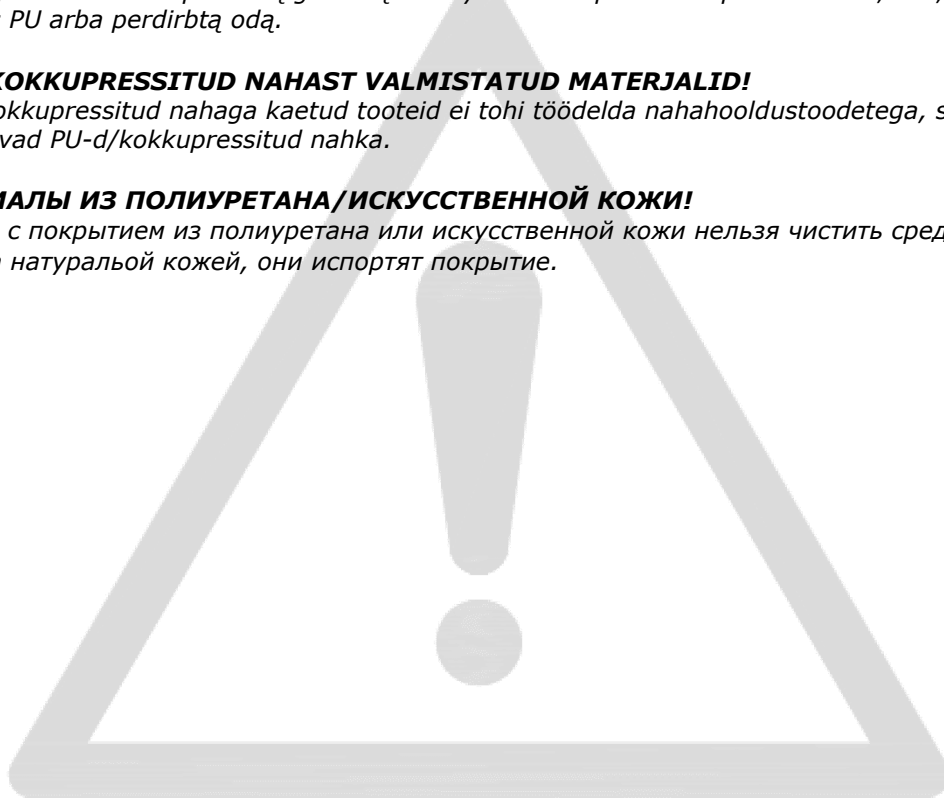 PU arba perdirbtą odą.
KOKKUPRESSITUD NAHAST VALMISTATUD MATERJALID!
okkupressitud nahaga kaetud tooteid ei tohi töödelda nahahooldustoodetega, s
vad PU-d/kokkupressitud nahka.
ИАЛЫ ИЗ ПОЛИУРЕТАНА/ИСКУССТВЕННОЙ КОЖИ!
с покрытием из полиуретана или искусственной кожи нельзя чистить сред
натуральой кожей, они испортят покрытие.